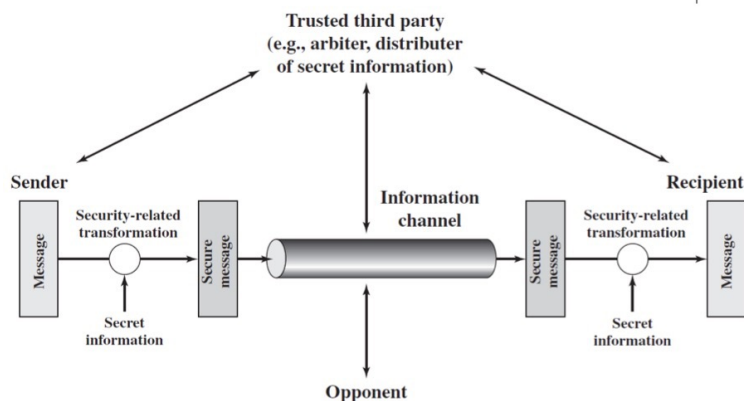 Trusted third party
(e.g., arbiter, distributer
of secret information)
Sender
Recipient
Information
channel
Security-related
transformation
Security-related
transformation
Message
Secure
message
Secure
message
Message
Secret
information
Secret
information
Opponent